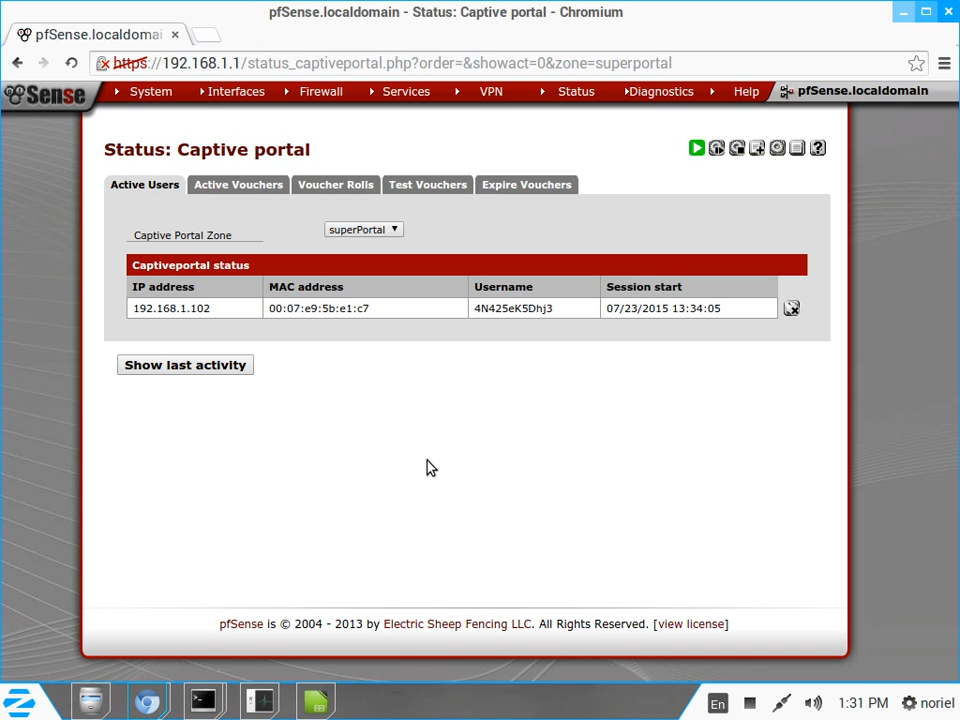 pfSense.localdomain - Status: Captive portal - Chromium
pfSense.localdomai
https://192.168.1.1/status_captiveportal.php?order=&showact=0&zone=superportal
Sense System Interfaces Firewall Services VPN Status Diagnostics Help pfSense.localdomain
Status: Captive portal
Active Users Active Vouchers Voucher Rolls Test Vouchers Expire Vouchers
Captive Portal Zone superPortal
Captiveportal status
IP address MAC address Username Session start
192.168.1.102 00:07:e9:5b:e1:c7 4N425eK5Dhj3 07/23/2015 13:34:05
Show last activity
pfSense is © 2004 - 2013 by Electric Sheep Fencing LLC. All Rights Reserved. [view license]
En 1:31 PM noriel